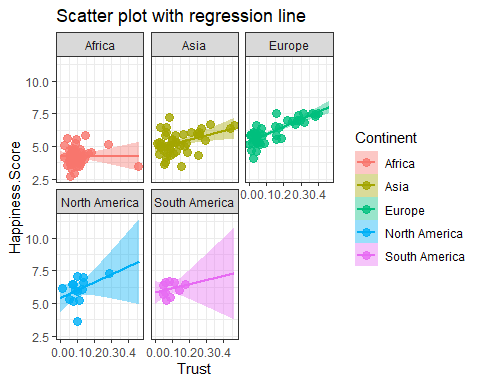 Scatter plot with regression line
Africa
Asia
Europe
10.0
7.5
5.0
2.5
0.00.10.20.30.4
North America
South America
10.0
7.5
5.0
2.5
0.00.10.20.30.4
0.00.10.20.30.4
Trust
Happiness.Score
Continent
Africa
Asia
Europe
North America
South America